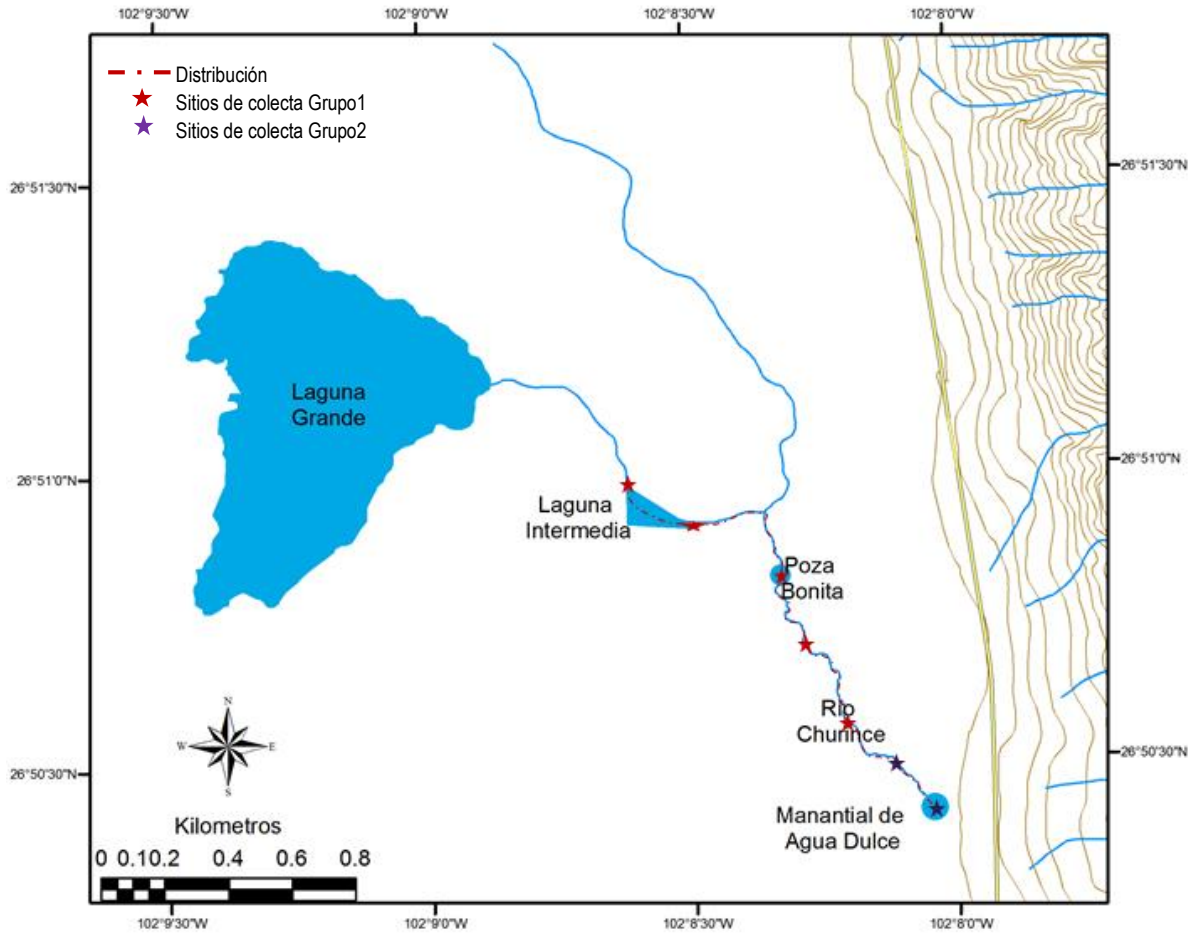 102°9'30"W 102°9'0"W 102°8'30"W 102°8'0"W
Distribución
Sitios de colecta Grupo1
Sitios de colecta Grupo2
26°51'30"N
26°51'30"N
Laguna
Grande
26°51'0"N
26°51'0"N
Laguna
Intermedia
Poza
Bonita
Río
Churince
26°50'30"N
26°50'30"N
N
W E
S
Manantial de
Agua Dulce
Kilometros
0 0.1 0.2 0.4 0.6 0.8
102°9'30"W 102°9'0"W 102°8'30"W 102°8'0"W